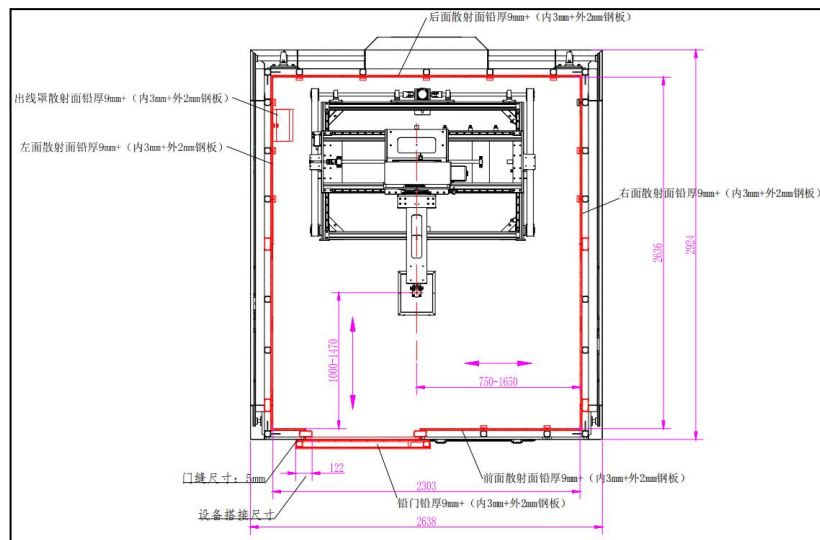 后面散射面铅厚9mm+（内3mm+外2mm钢板）
出线罩散射面铅厚9mm+（内3mm+外2mm钢板）
左面散射面铅厚9mm+（内3mm+外2mm钢板）
右面散射面铅厚9mm+（内3mm+外2mm钢板）
2636
2924
1000-1470
750-1650
门缝尺寸：5mm
122
前面散射面铅厚9mm+（内3mm+外2mm钢板）
2303
铅门铅厚9mm+（内3mm+外2mm钢板）
设备搭接尺寸
2638